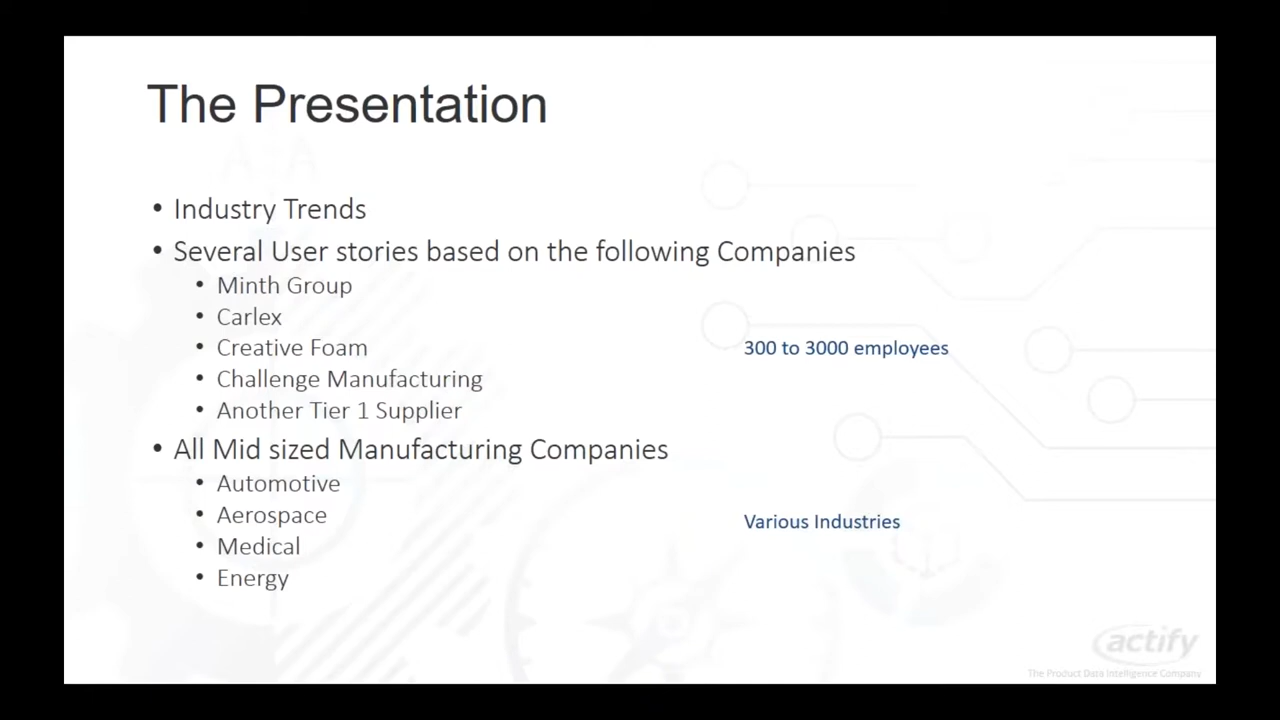 The Presentation
• Industry Trends
• Several User stories based on the following Companies
• Minth Group
• Carlex
• Creative Foam
300 to 3000 employees
• Challenge Manufacturing
• Another Tier 1 Supplier
• All Mid sized Manufacturing Companies
• Automotive
• Aerospace
Various Industries
• Medical
• Energy
actify
The Product Data Intelligence Company